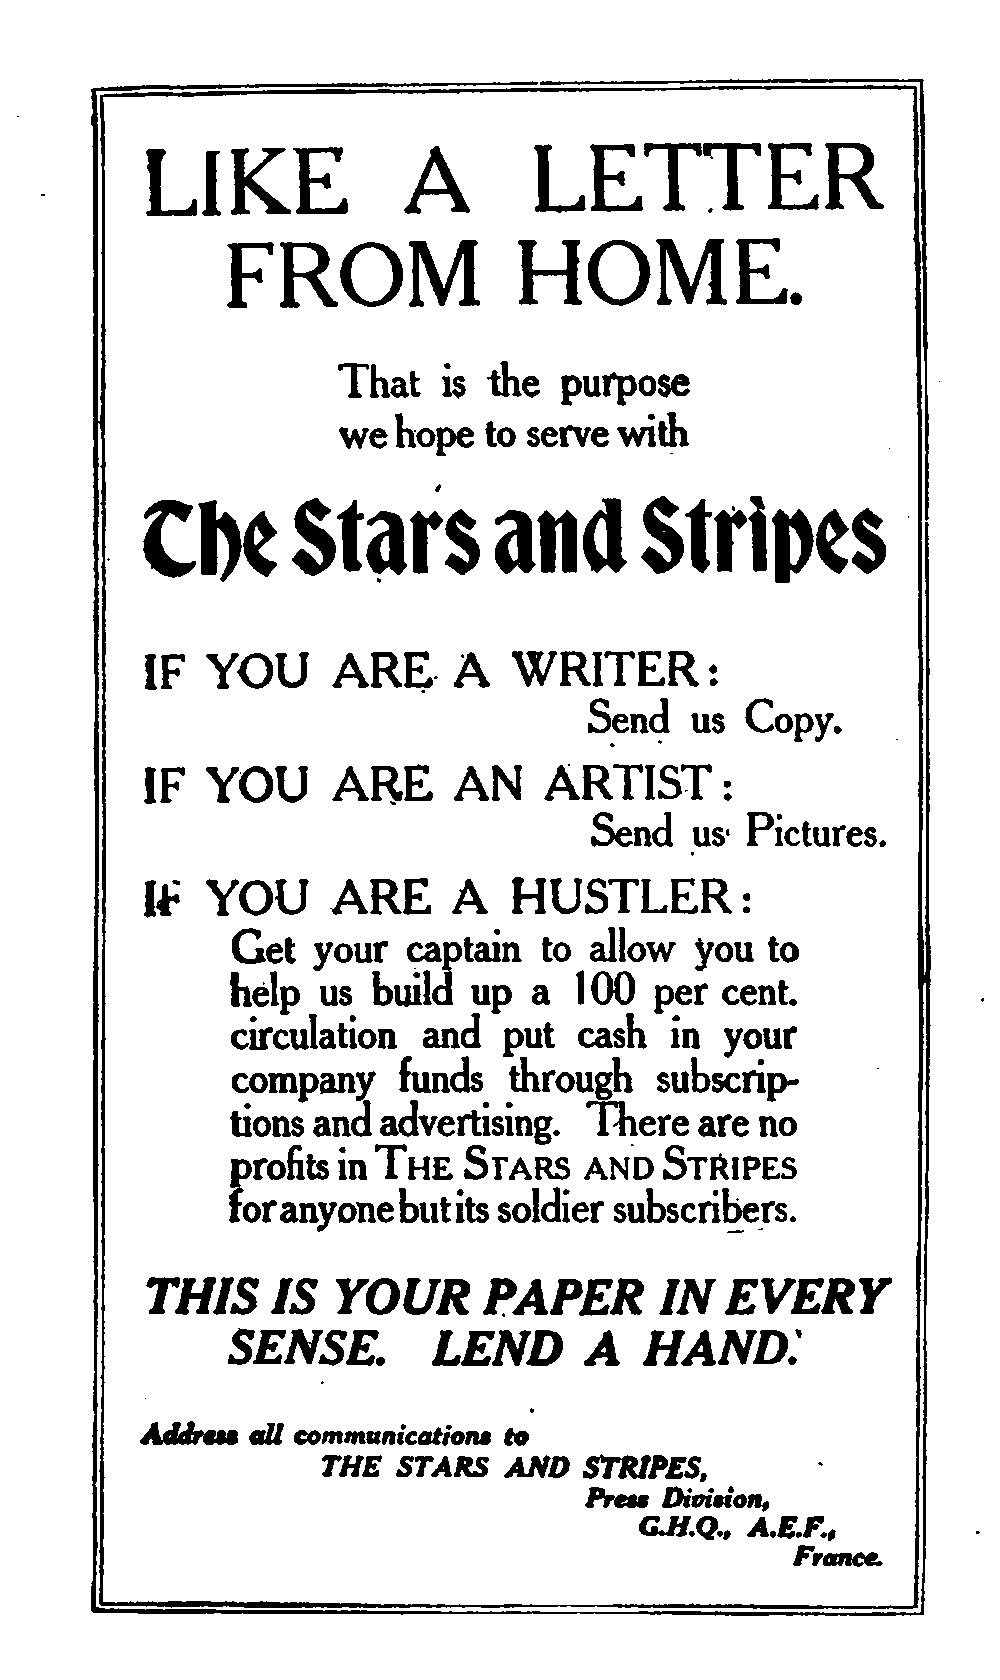 LIKE A LETTER
FROM HOME.
That is the purpose
we hope to serve with
The Stars and Stripes
IF YOU ARE A WRITER:
Send us Copy.
IF YOU ARE AN ARTIST:
Send us Pictures.
IF YOU ARE A HUSTLER:
Get your captain to allow you to
help us build up a 100 per cent.
circulation and put cash in your
company funds through subscrip-
tions and advertising. There are no
profits in THE STARS AND STRIPES
for anyone but its soldier subscribers.
THIS IS YOUR PAPER IN EVERY
SENSE. LEND A HAND.
Address all communications to
THE STARS AND STRIPES,
Press Division,
G.H.Q., A.E.F.,
France.